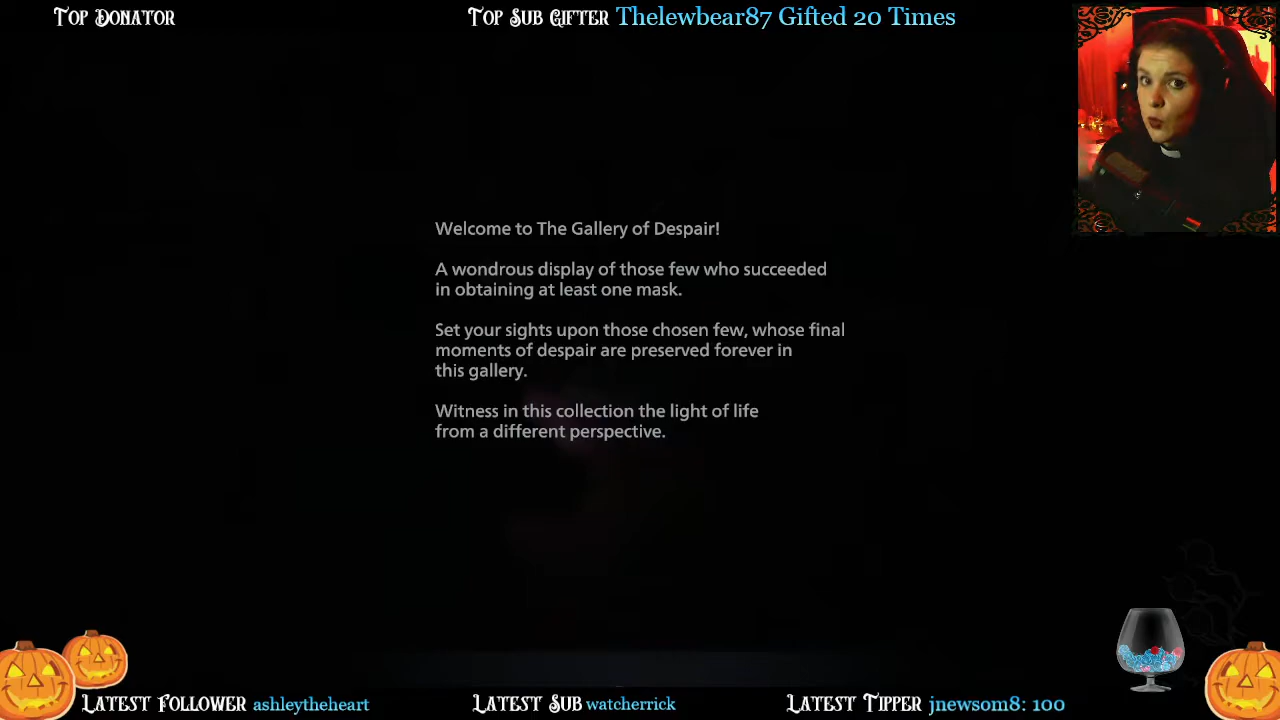 Top Donator
Top Sub Gifter Thelewbear87 Gifted 20 Times
Welcome to The Gallery of Despair!
A wondrous display of those few who succeeded
in obtaining at least one mask.
Set your sights upon those chosen few, whose final
moments of despair are preserved forever in
this gallery.
Witness in this collection the light of life
from a different perspective.
Latest Follower ashleytheheart
Latest Sub watcherrick
Latest Tipper jnewsom8: 100